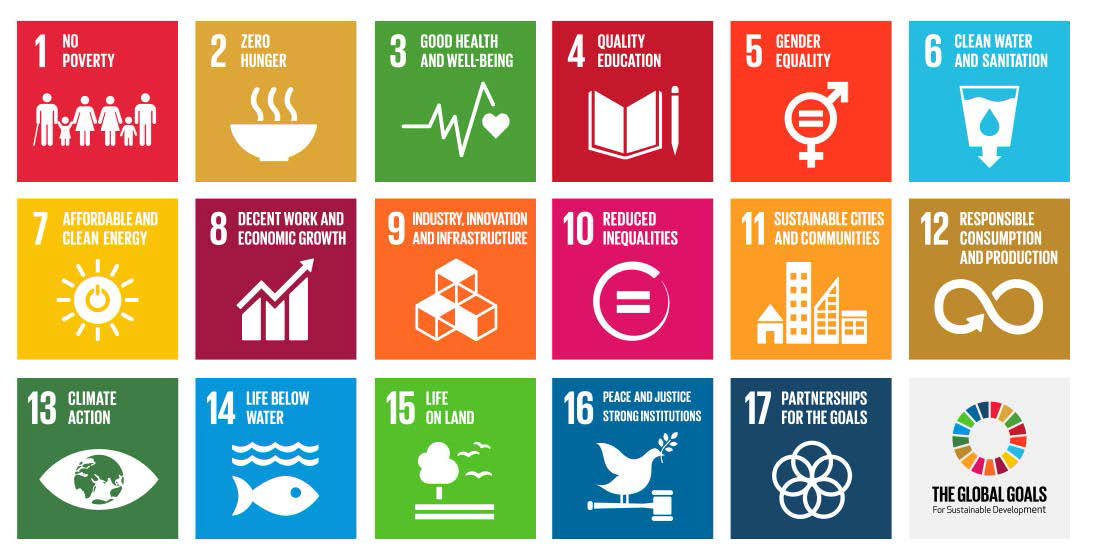 1 NO
POVERTY
2 ZERO
HUNGER
3 GOOD HEALTH
AND WELL-BEING
4 QUALITY
EDUCATION
5 GENDER
EQUALITY
6 CLEAN WATER
AND SANITATION
7 AFFORDABLE AND
CLEAN ENERGY
8 DECENT WORK AND
ECONOMIC GROWTH
9 INDUSTRY, INNOVATION
AND INFRASTRUCTURE
10 REDUCED
INEQUALITIES
11 SUSTAINABLE CITIES
AND COMMUNITIES
12 RESPONSIBLE
CONSUMPTION
AND PRODUCTION
13 CLIMATE
ACTION
14 LIFE BELOW
WATER
15 LIFE
ON LAND
16 PEACE AND JUSTICE
STRONG INSTITUTIONS
17 PARTNERSHIPS
FOR THE GOALS
THE GLOBAL GOALS
For Sustainable Development